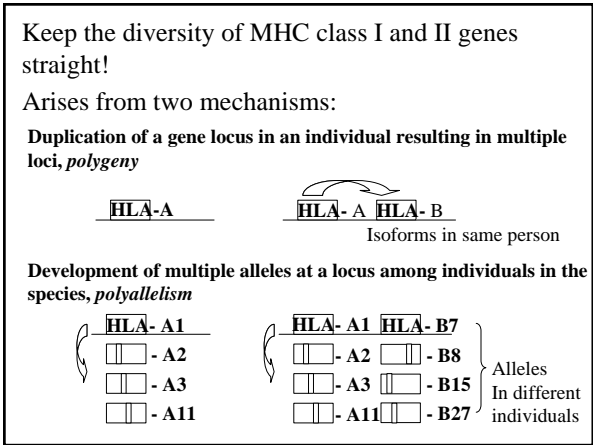 Keep the diversity of MHC class I and II genes
straight!
Arises from two mechanisms:
Duplication of a gene locus in an individual resulting in multiple
loci, polygeny
HLA-A
HLA- A HLA- B
Isoforms in same person
Development of multiple alleles at a locus among individuals in the
species, polyallelism
HLA- A1
- A2
- A3
- A11
HLA- A1 HLA- B7
- A2 - B8
- A3 - B15
- A11 - B27
Alleles
In different
individuals